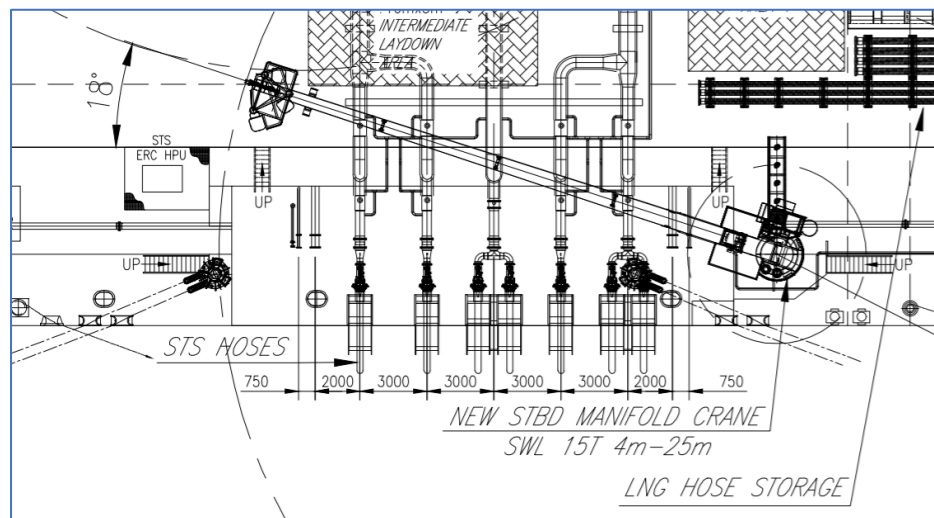 INTERMEDIATE
LAYDOWN
AREA
18°
STS
ERC HPU
UP
UP
UP
UP
STS HOSES
750
2000
3000
3000
3000
3000
2000
750
NEW STBD MANIFOLD CRANE
SWL 15T 4m-25m
LNG HOSE STORAGE